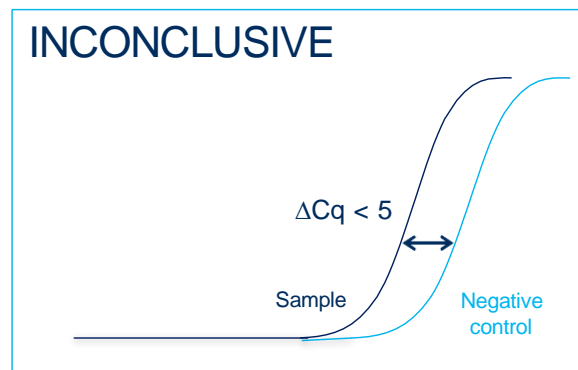 INCONCLUSIVE
ΔCq < 5
Sample
Negative
control